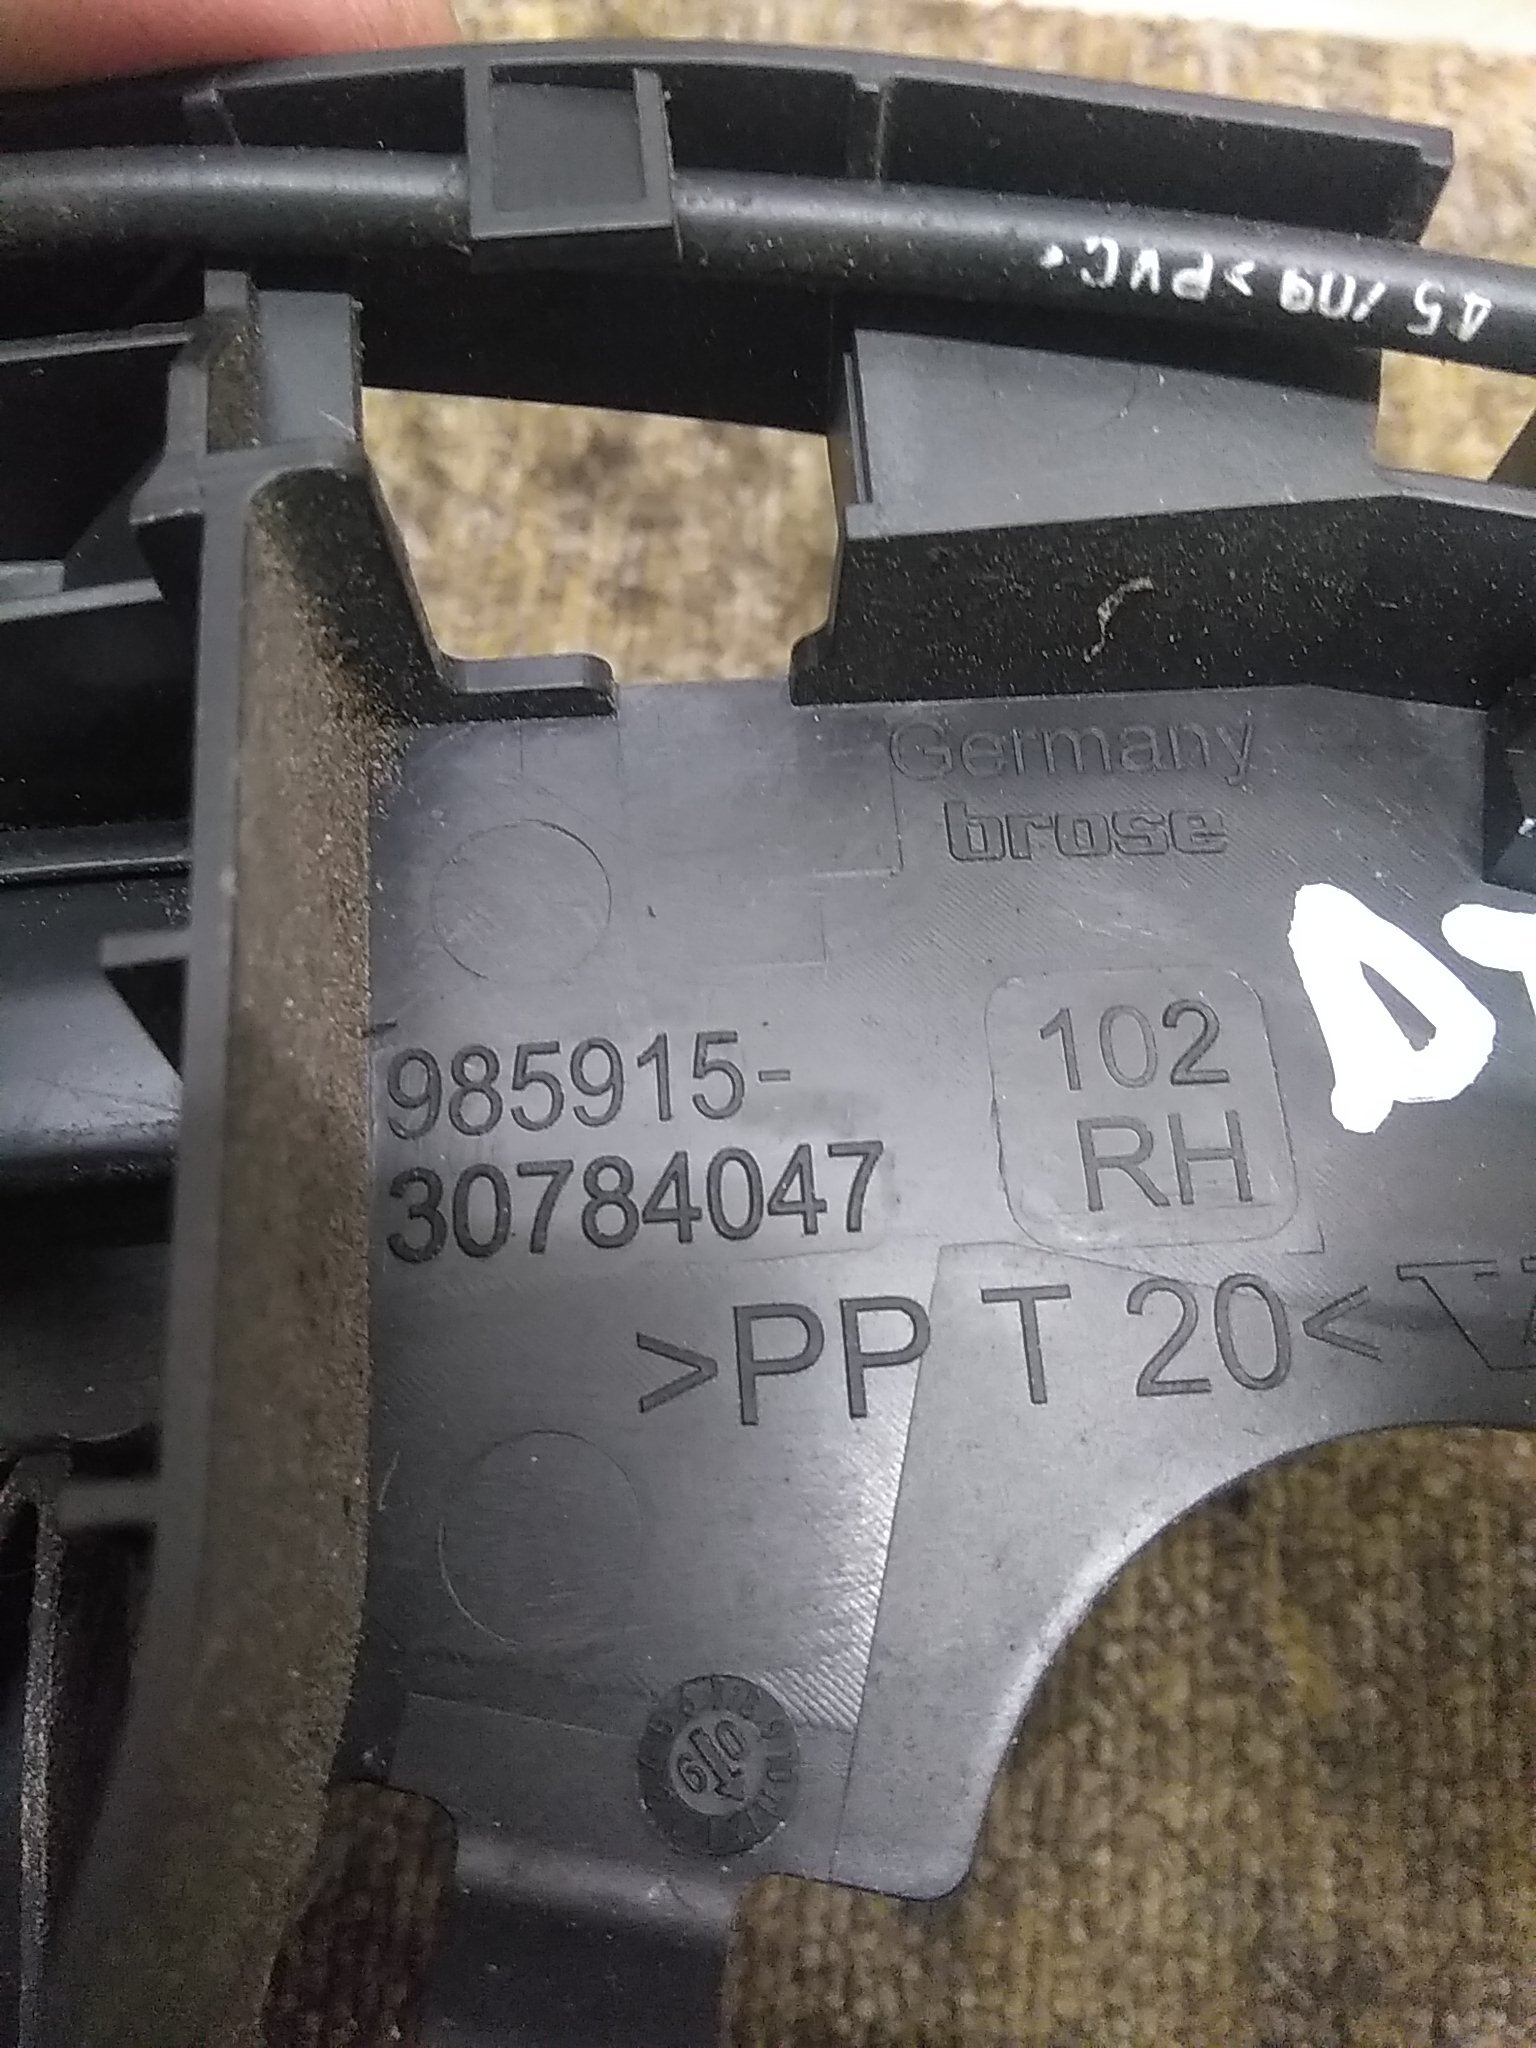 45 /09 >PVC<
Germany
brose
985915-
30784047
102
RH
>PP T 20<